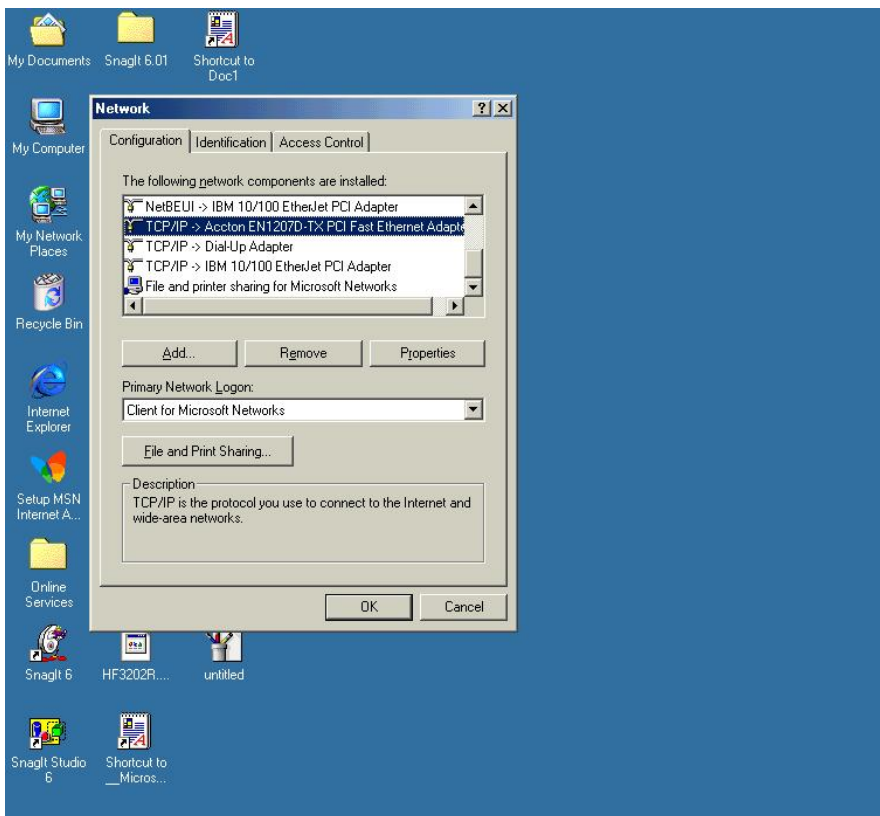 My Documents
SnagIt 6.01
Shortcut to
Doc1
My Computer
My Network
Places
Recycle Bin
Internet
Explorer
Setup MSN
Internet A...
Online
Services
SnagIt 6
HF3202R....
untitled
SnagIt Studio
6
Shortcut to
__Micros...
Network
Configuration
Identification
Access Control
The following network components are installed:
NetBEUI -> IBM 10/100 EtherJet PCI Adapter
TCP/IP -> Accton EN1207D-TX PCI Fast Ethernet Adapte
TCP/IP -> Dial-Up Adapter
TCP/IP -> IBM 10/100 EtherJet PCI Adapter
File and printer sharing for Microsoft Networks
Add...
Remove
Properties
Primary Network Logon:
Client for Microsoft Networks
File and Print Sharing...
Description
TCP/IP is the protocol you use to connect to the Internet and
wide-area networks.
OK
Cancel